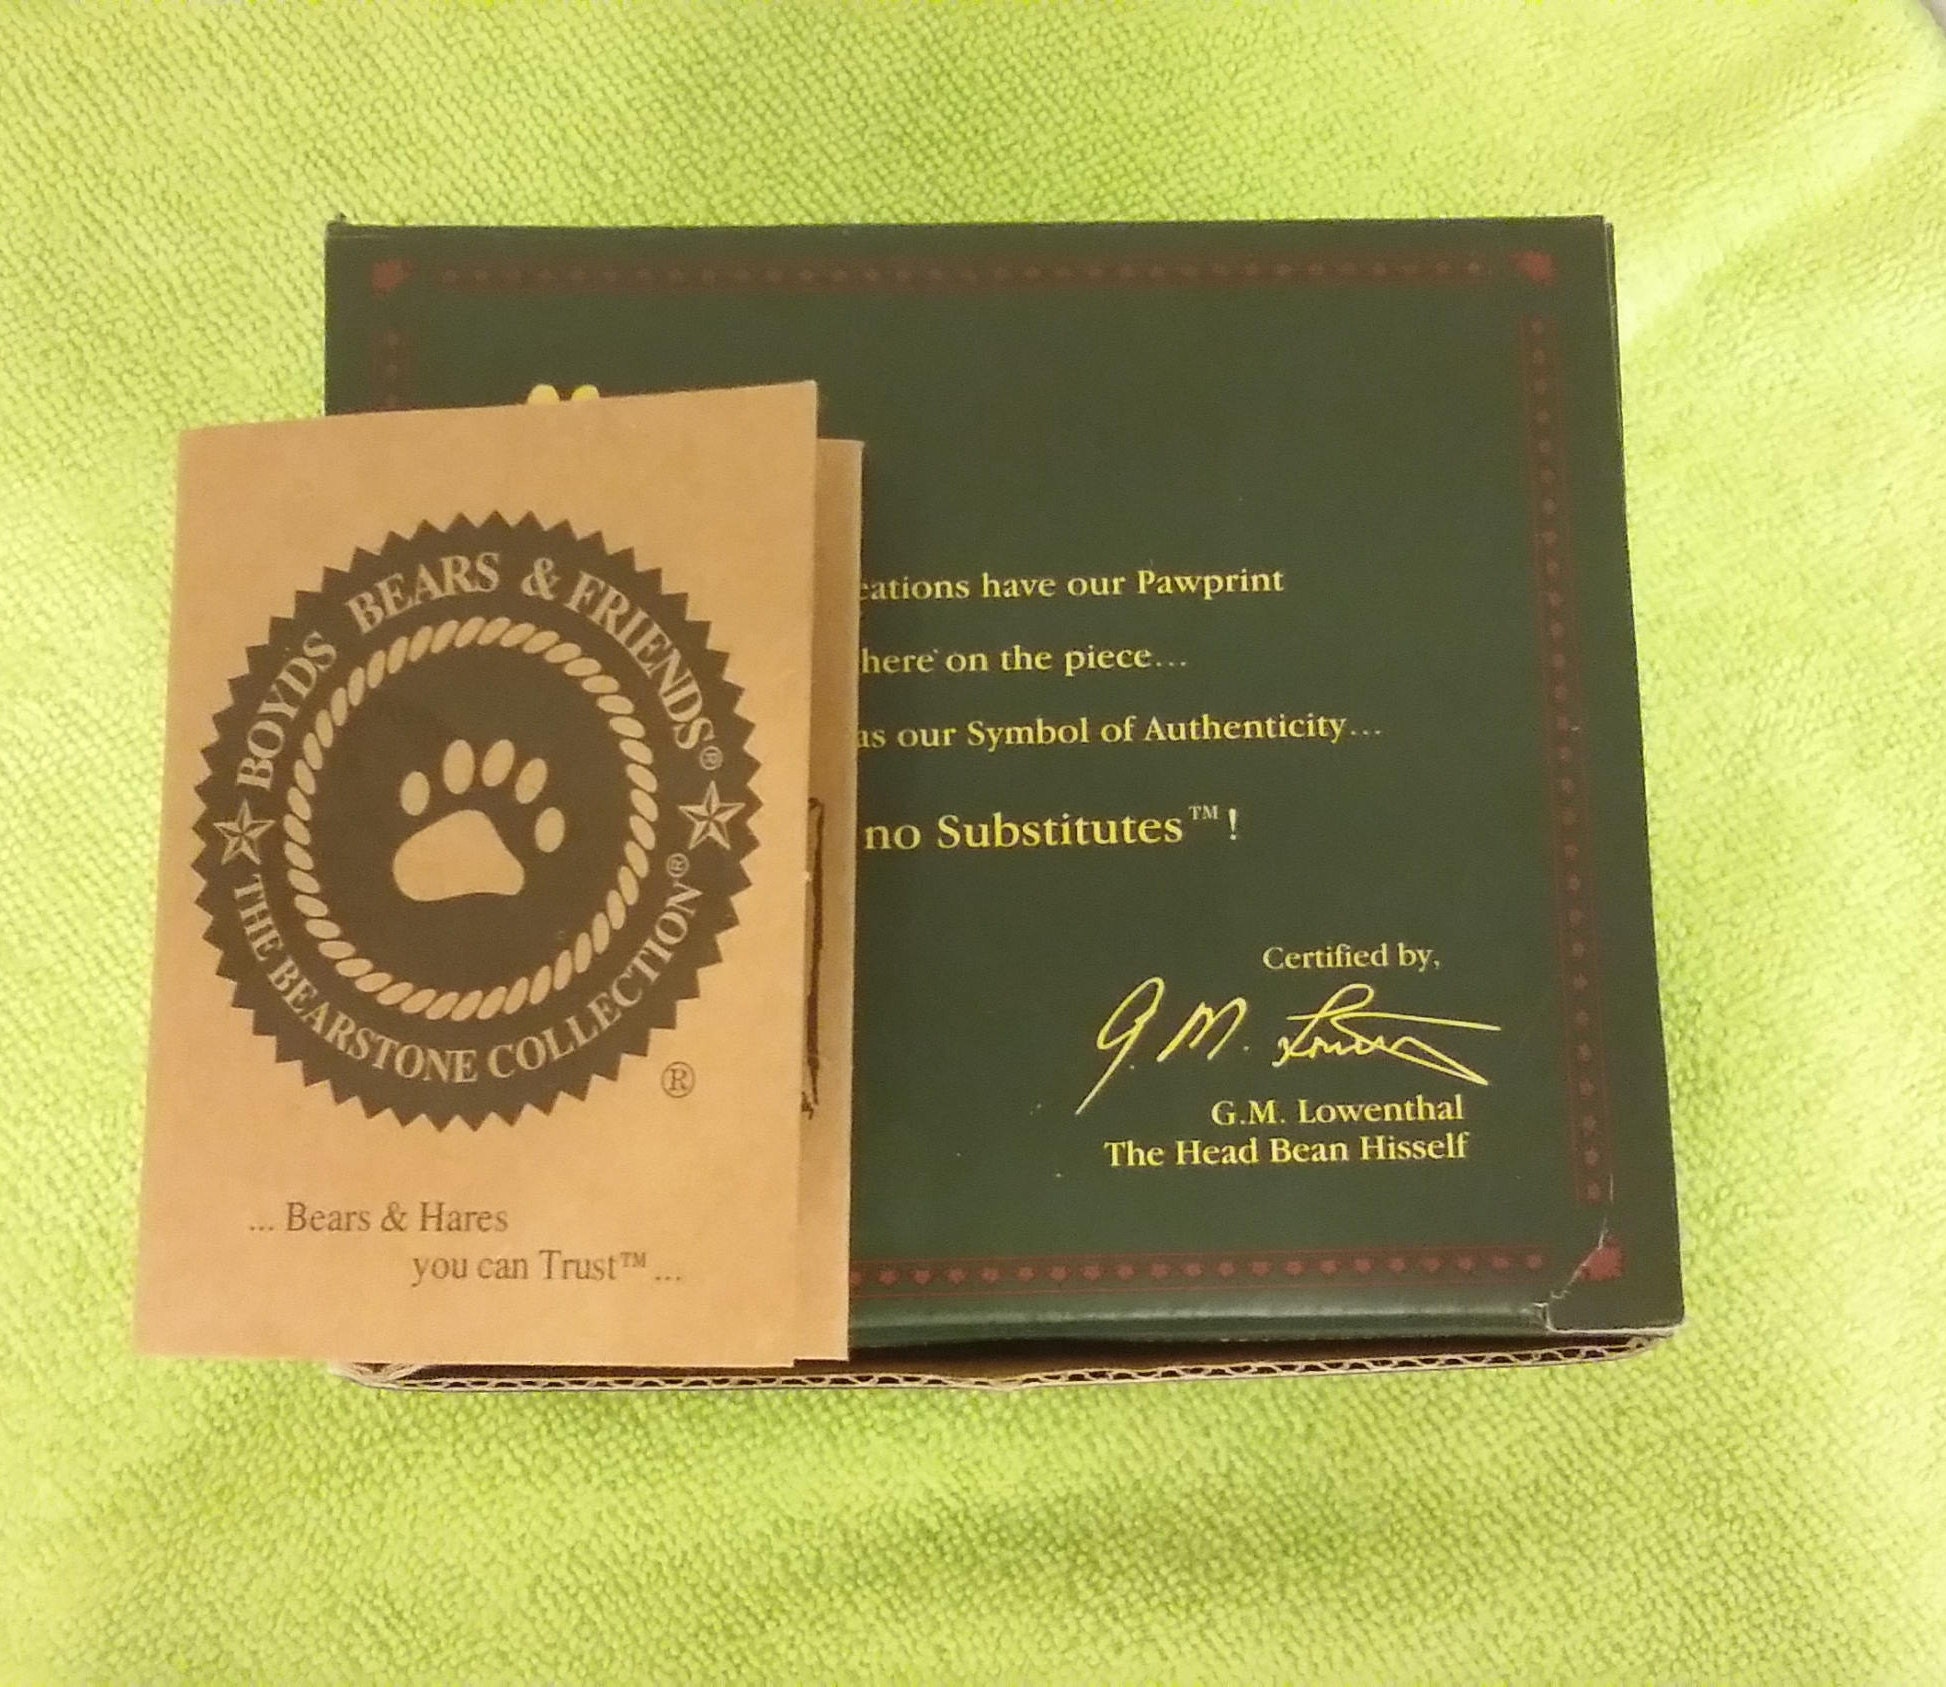 BOYDS BEARS & FRIENDS®
THE BEARSTONE COLLECTION®
®
... Bears & Hares
you can Trust™...
have our Pawprint
on the piece...
our Symbol of Authenticity...
no Substitutes™!
Certified by,
G.M. Lowenthal
G.M. Lowenthal
The Head Bean Hisself